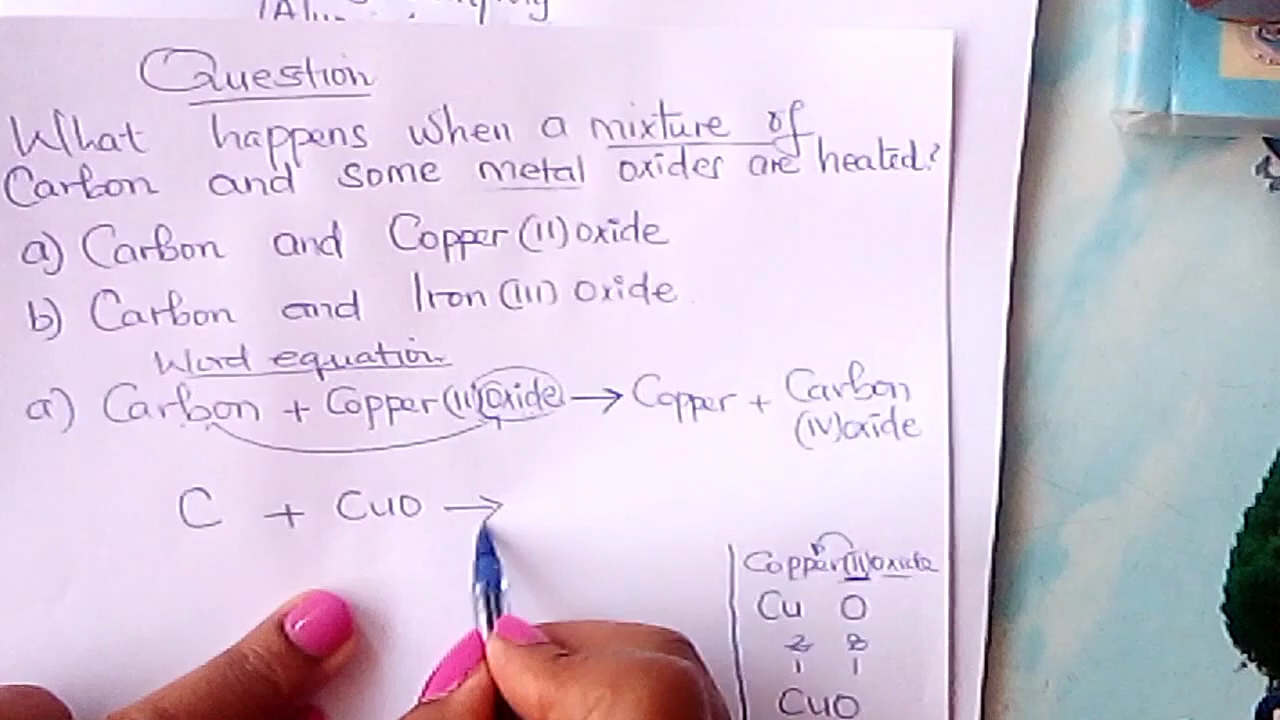 Question
What happens when a mixture of
Carbon and some metal oxides are heated?
a) Carbon and Copper (II) oxide
b) Carbon and Iron (III) oxide
Word equation
a) Carbon + Copper (II) oxide → Copper + Carbon
(IV) oxide
C + CuO →
Copper (II) oxide
Cu O
2 2
1 1
CuO